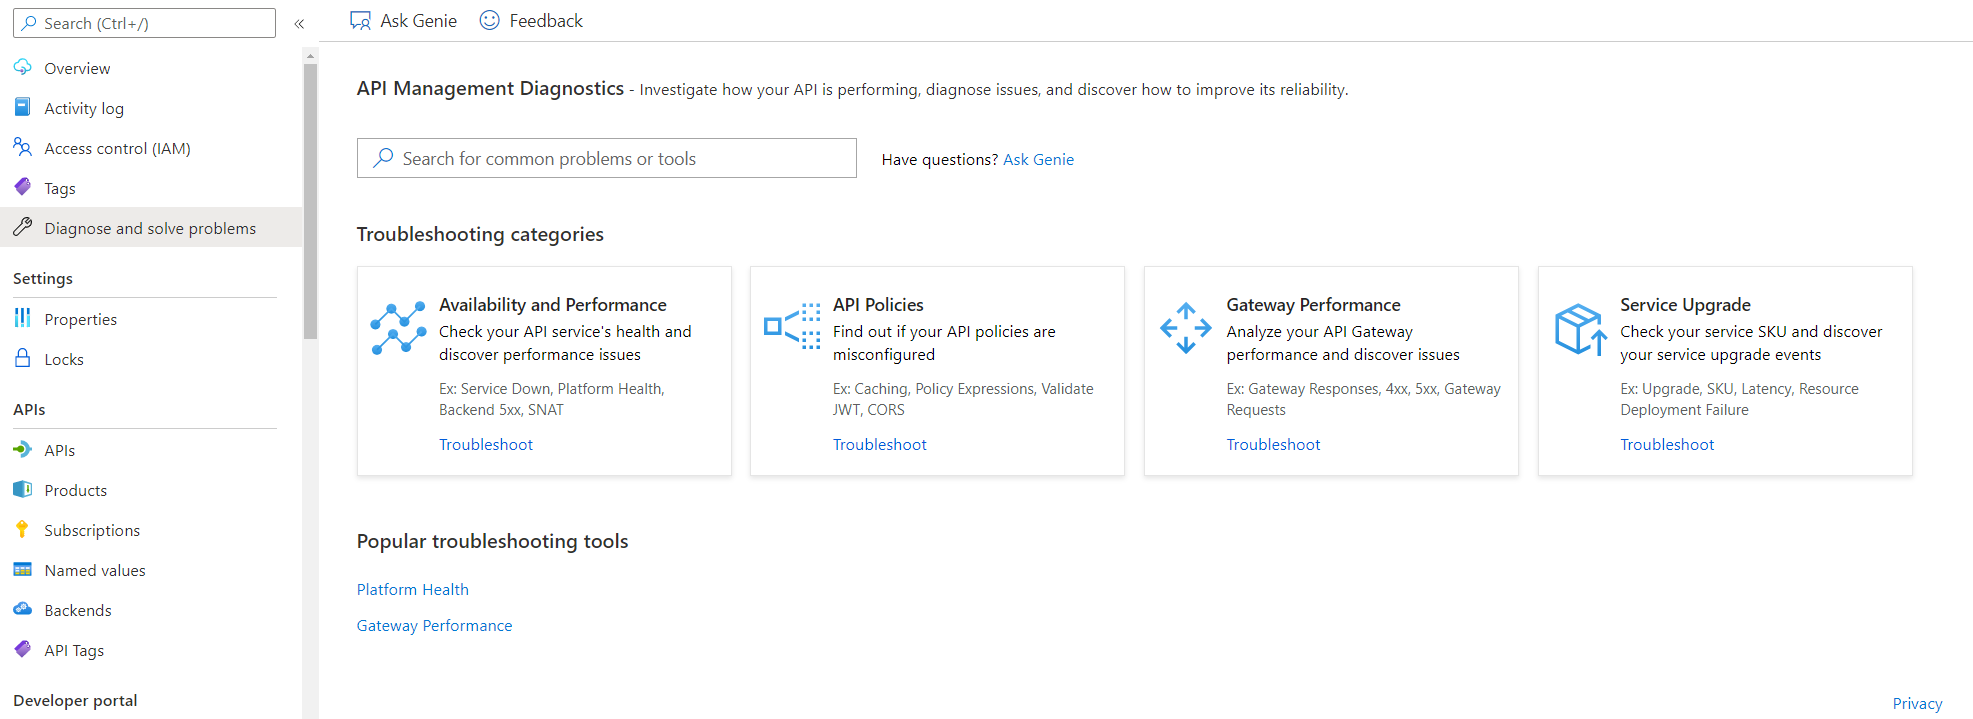 Search (Ctrl+/)
«
Overview
Activity log
Access control (IAM)
Tags
Diagnose and solve problems
Settings
Properties
Locks
APIs
APIs
Products
Subscriptions
Named values
Backends
API Tags
Developer portal
Ask Genie
Feedback
API Management Diagnostics - Investigate how your API is performing, diagnose issues, and discover how to improve its reliability.
Search for common problems or tools
Have questions? Ask Genie
Troubleshooting categories
Availability and Performance
Check your API service's health and
discover performance issues
Ex: Service Down, Platform Health,
Backend 5xx, SNAT
Troubleshoot
API Policies
Find out if your API policies are
misconfigured
Ex: Caching, Policy Expressions, Validate
JWT, CORS
Troubleshoot
Gateway Performance
Analyze your API Gateway
performance and discover issues
Ex: Gateway Responses, 4xx, 5xx, Gateway
Requests
Troubleshoot
Service Upgrade
Check your service SKU and discover
your service upgrade events
Ex: Upgrade, SKU, Latency, Resource
Deployment Failure
Troubleshoot
Popular troubleshooting tools
Platform Health
Gateway Performance
Privacy